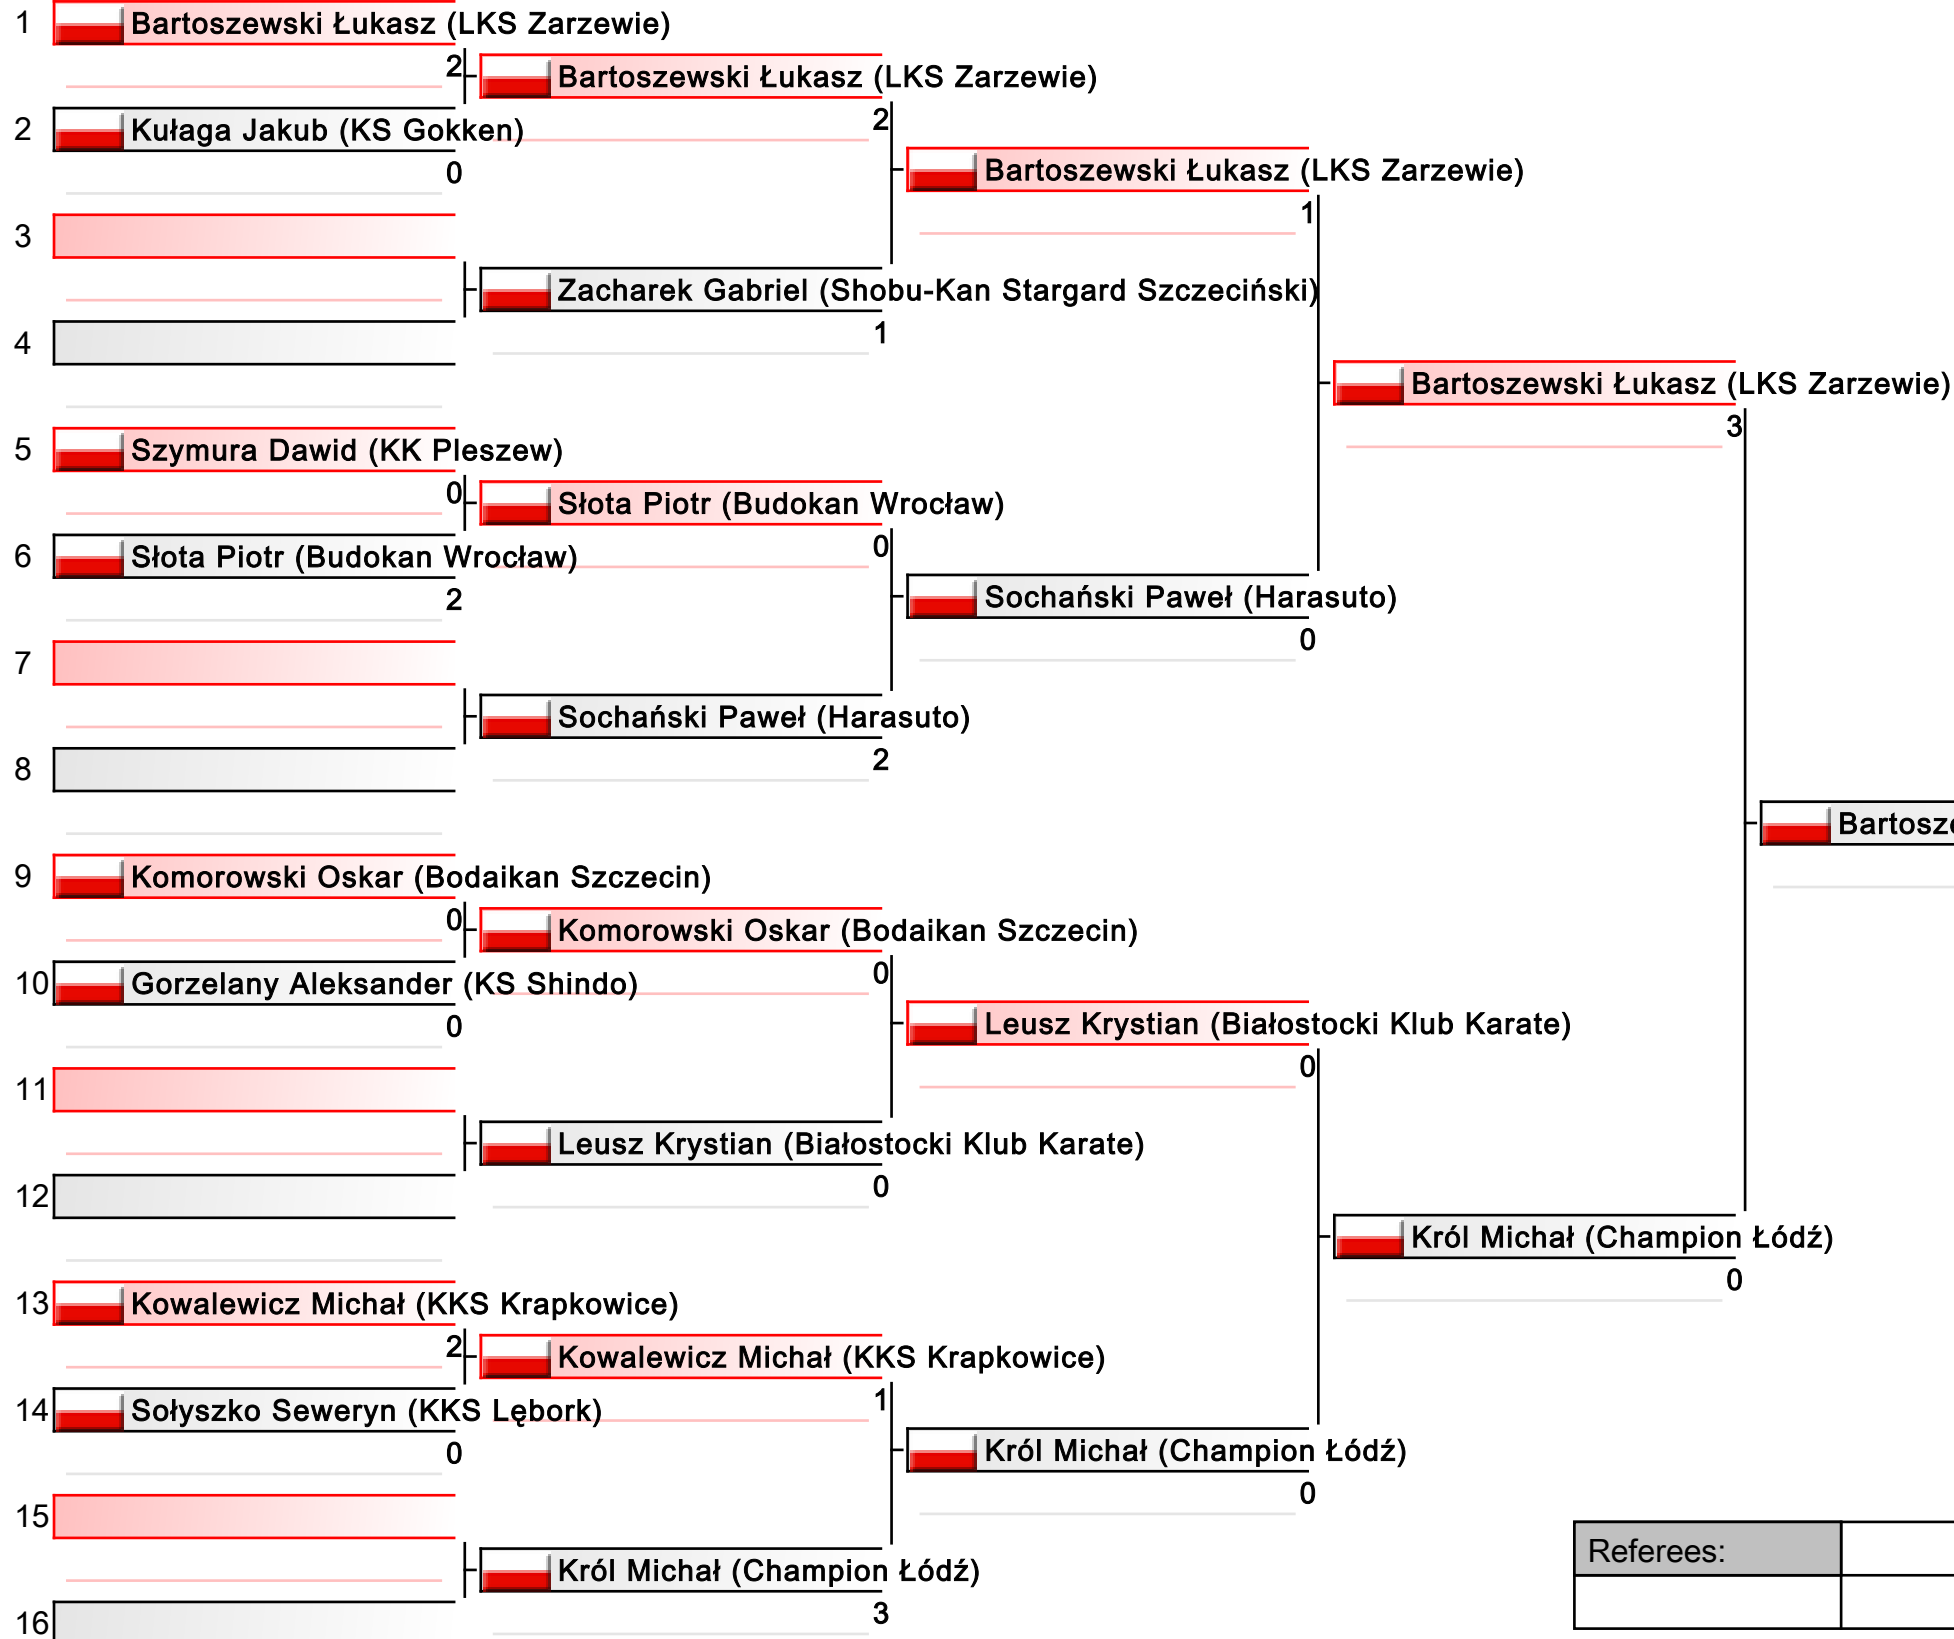 1 Bartoszewski Łukasz (LKS Zarzewie)
2
Bartoszewski Łukasz (LKS Zarzewie)
2
2 Kułaga Jakub (KS Gokken)
0
Bartoszewski Łukasz (LKS Zarzewie)
1
3
Zacharek Gabriel (Shobu-Kan Stargard Szczeciński)
1
4
Bartoszewski Łukasz (LKS Zarzewie)
3
5 Szymura Dawid (KK Pleszew)
0
Słota Piotr (Budokan Wrocław)
0
6 Słota Piotr (Budokan Wrocław)
2
Sochański Paweł (Harasuto)
0
7
Sochański Paweł (Harasuto)
2
8
Bartosze
9 Komorowski Oskar (Bodaikan Szczecin)
0
Komorowski Oskar (Bodaikan Szczecin)
0
10 Gorzelany Aleksander (KS Shindo)
0
Leusz Krystian (Białostocki Klub Karate)
0
11
Leusz Krystian (Białostocki Klub Karate)
0
12
Król Michał (Champion Łódź)
0
13 Kowalewicz Michał (KKS Krapkowice)
2
Kowalewicz Michał (KKS Krapkowice)
1
14 Sołyszko Seweryn (KKS Lębork)
0
Król Michał (Champion Łódź)
0
15
Referees:
Król Michał (Champion Łódź)
3
16